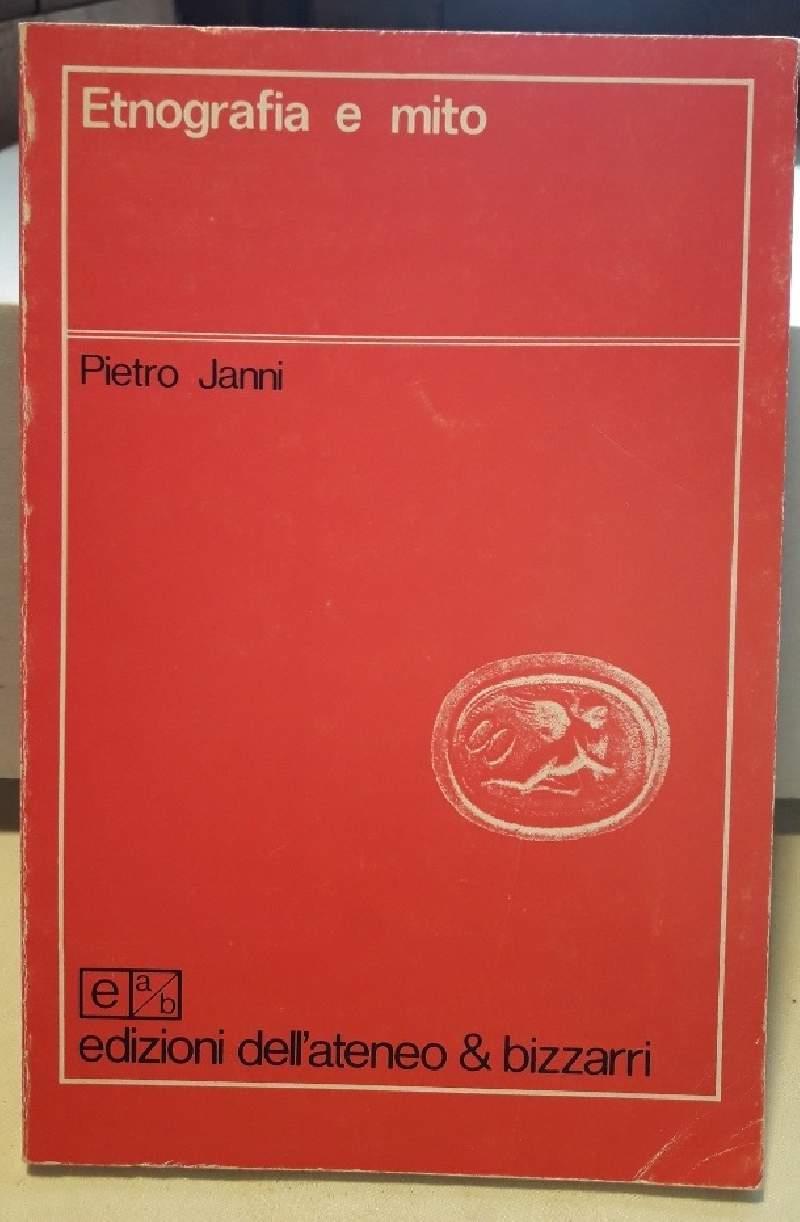 Etnografia e mito
Pietro Janni
e a/b
edizioni dell'ateneo & bizzarri